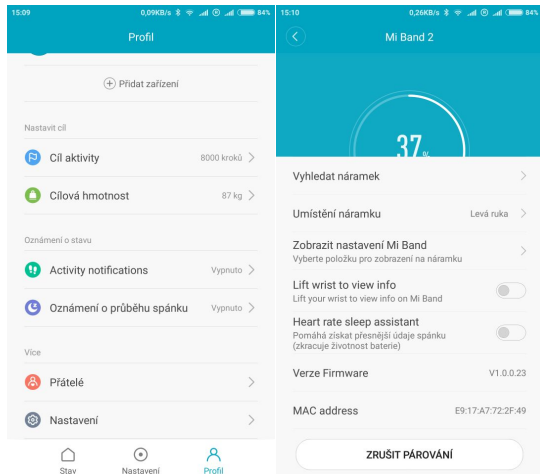 15:09 0,09KB/s 84%
Profil
Přidat zařízení
Nastavit cíl
Cíl aktivity 8000 kroků
Cílová hmotnost 87 kg
Oznámení o stavu
Activity notifications Vypnuto
Oznámení o průběhu spánku Vypnuto
Více
Přátelé
Nastavení
Stav Nastavení Profil
15:10 0,26KB/s 84%
Mi Band 2
37%
Vyhledat náramek
Umístění náramku Levá ruka
Zobrazit nastavení Mi Band
Vyberte položku pro zobrazení na náramku
Lift wrist to view info
Lift your wrist to view info on Mi Band
Heart rate sleep assistant
Pomáhá získat přesnější údaje spánku
(zkracuje životnost baterie)
Verze Firmware V1.0.0.23
MAC address E9:17:A7:72:2F:49
ZRUŠIT PÁROVÁNÍ